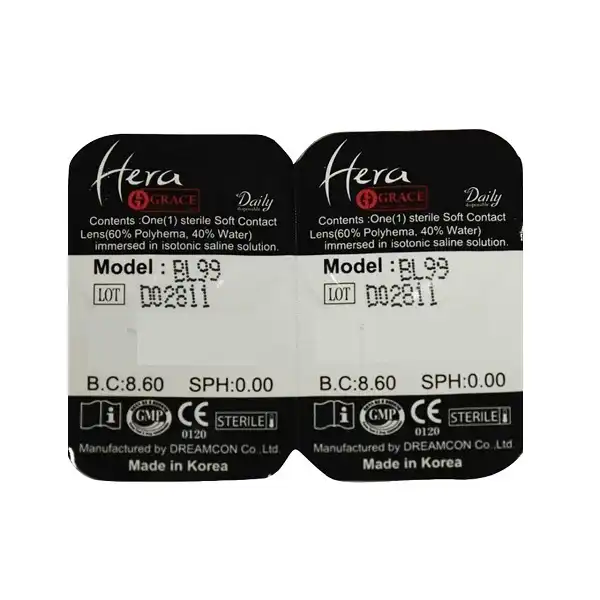 Hera
GRACE
Daily
disposable
Contents :One(1) sterile Soft Contact
Lens(60% Polyhema, 40% Water)
immersed in isotonic saline solution.
Model : BL99
LOT D02811
B.C:8.60 SPH:0.00
i GMP CE 0120 STERILE
Manufactured by DREAMCON Co.,Ltd.
Made in Korea
Hera
GRACE
Daily
disposable
Contents :One(1) sterile Soft Contact
Lens(60% Polyhema, 40% Water)
immersed in isotonic saline solution.
Model : BL99
LOT D02811
B.C:8.60 SPH:0.00
i GMP CE 0120 STERILE
Manufactured by DREAMCON Co.,Ltd.
Made in Korea